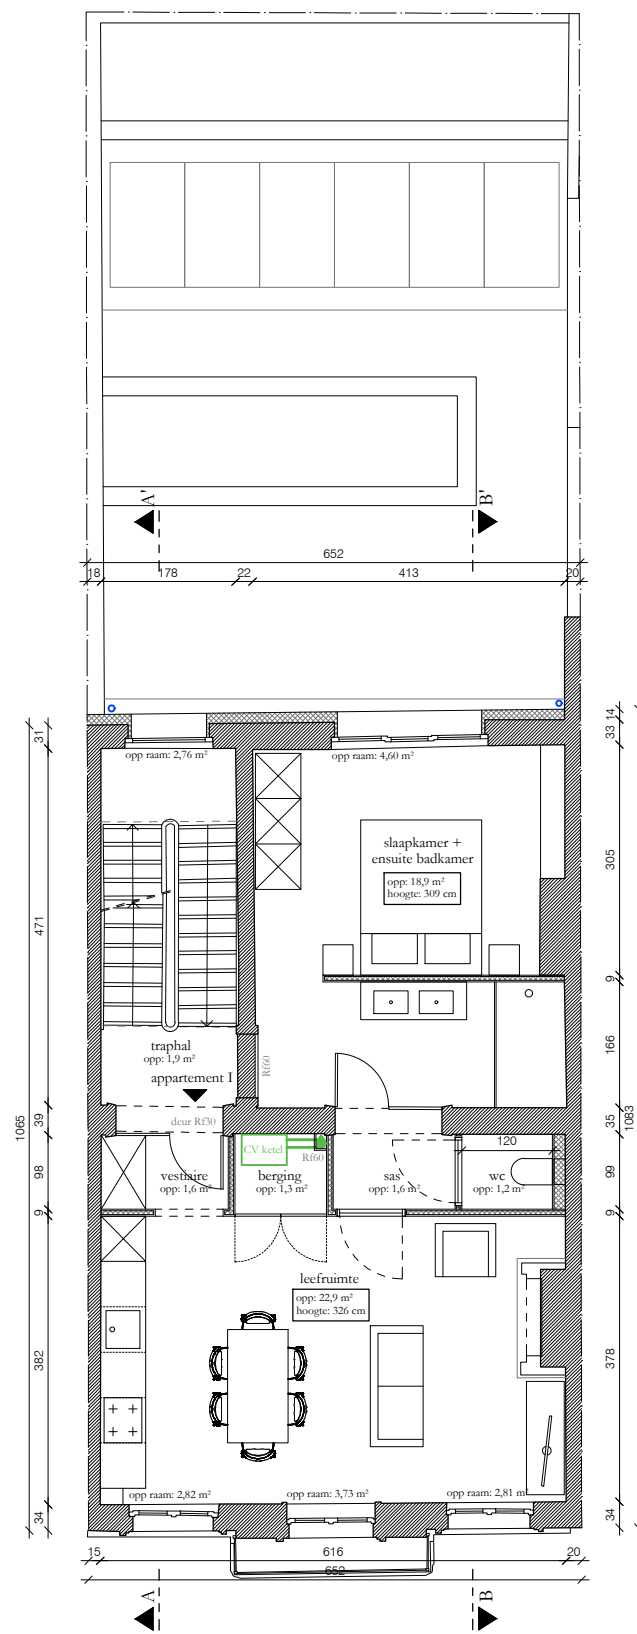 A'
B'
652
18
178
22
413
20
14
33
31
opp raam: 2,76 m²
opp raam: 4,60 m²
slaapkamer +
ensuite badkamer
opp: 18,9 m²
hoogte: 309 cm
305
471
9
traphal
opp: 1,9 m²
appartement I
Rf60
166
1065
39
deur Rf30
35
1083
CV ketel
Rf60
120
98
vestiaire
opp: 1,6 m²
berging
opp: 1,3 m²
sas
opp: 1,6 m²
wc
opp: 1,2 m²
99
9
9
leefruimte
opp: 22,9 m²
hoogte: 326 cm
382
378
opp raam: 2,82 m²
opp raam: 3,73 m²
opp raam: 2,81 m²
34
34
15
616
20
652
A
B